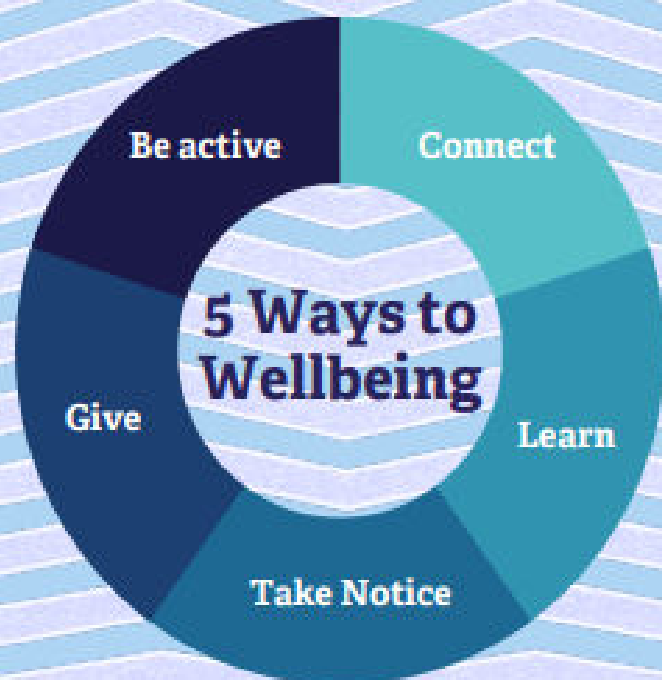 5 Ways to
Wellbeing
Connect
Learn
Take Notice
Give
Be active